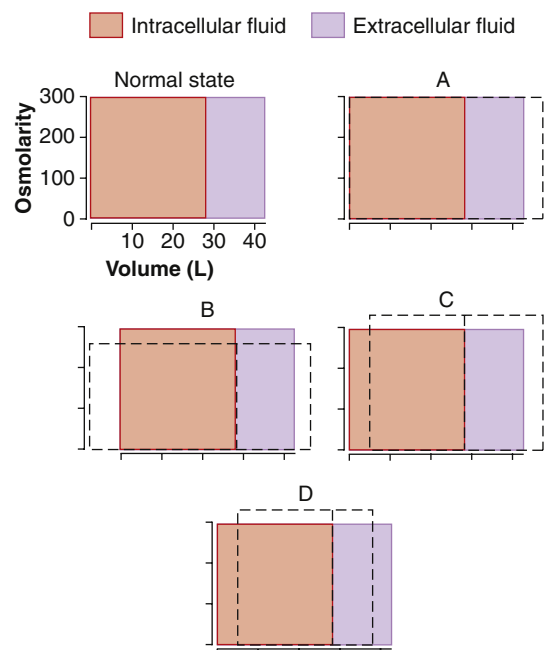 Intracellular fluid Extracellular fluid
Normal state
A
300
200
100
0
Osmolarity
10 20 30 40
Volume (L)
B
C
D